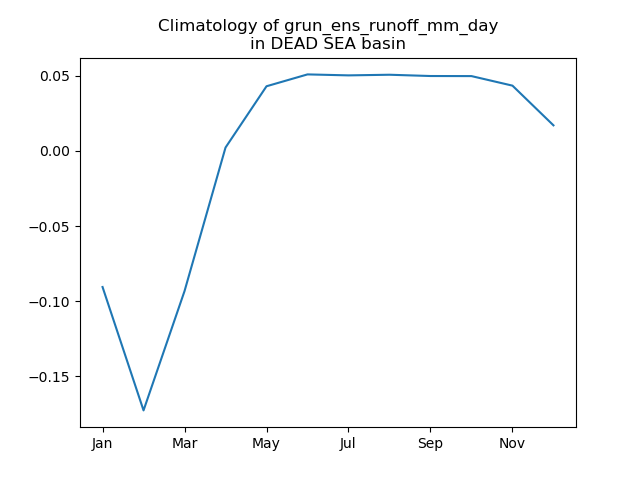 Climatology of grun_ens_runoff_mm_day
in DEAD SEA basin
0.05
0.00
−0.05
−0.10
−0.15
Jan Mar May Jul Sep Nov